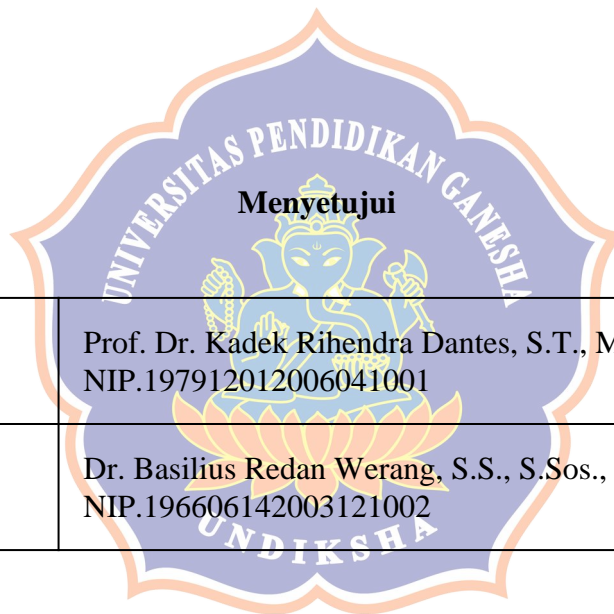 UNIVERSITAS PENDIDIKAN GANESHA
Menyetujui
Prof. Dr. Kadek Rihendra Dantes, S.T., M
NIP.197912012006041001
Dr. Basilius Redan Werang, S.S., S.Sos.,
NIP.196606142003121002
UNDIKSHA